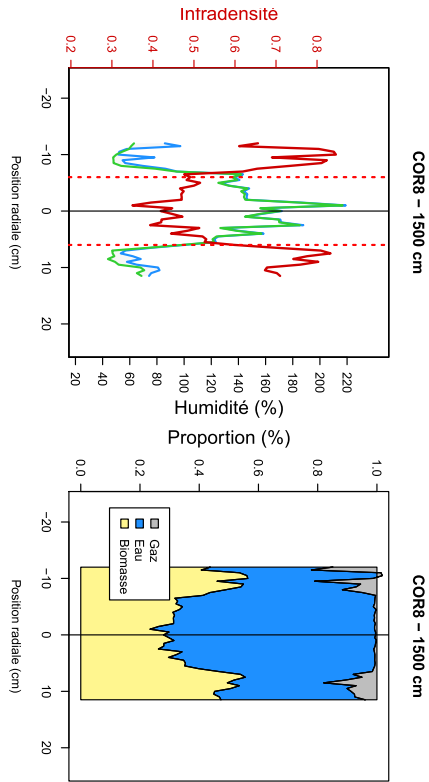 COR8 − 1500 cm
Infradensité
0.2 0.3 0.4 0.5 0.6 0.7 0.8
−20 −10 0 10 20
Position radiale (cm)
20 40 60 80 100 120 140 160 180 200 220
Humidité (%)
COR8 − 1500 cm
Proportion (%)
0.0 0.2 0.4 0.6 0.8 1.0
−20 −10 0 10 20
Position radiale (cm)
Gaz
Eau
Biomasse